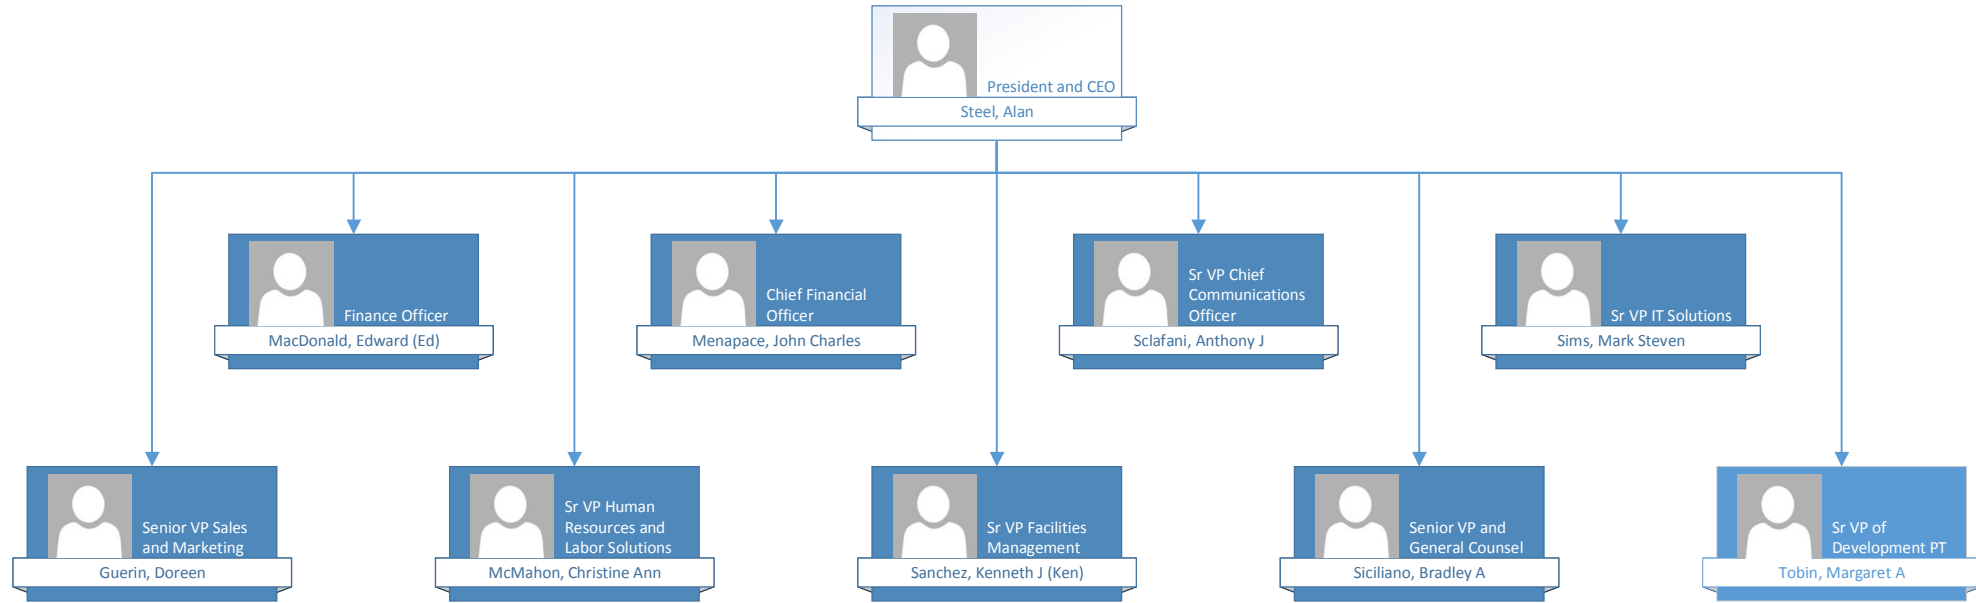 President and CEO
Steel, Alan
Finance Officer
MacDonald, Edward (Ed)
Chief Financial
Officer
Menapace, John Charles
Sr VP Chief
Communications
Officer
Sclafani, Anthony J
Sr VP IT Solutions
Sims, Mark Steven
Senior VP Sales
and Marketing
Guerin, Doreen
Sr VP Human
Resources and
Labor Solutions
McMahon, Christine Ann
Sr VP Facilities
Management
Sanchez, Kenneth J (Ken)
Senior VP and
General Counsel
Siciliano, Bradley A
Sr VP of
Development PT
Tobin, Margaret A